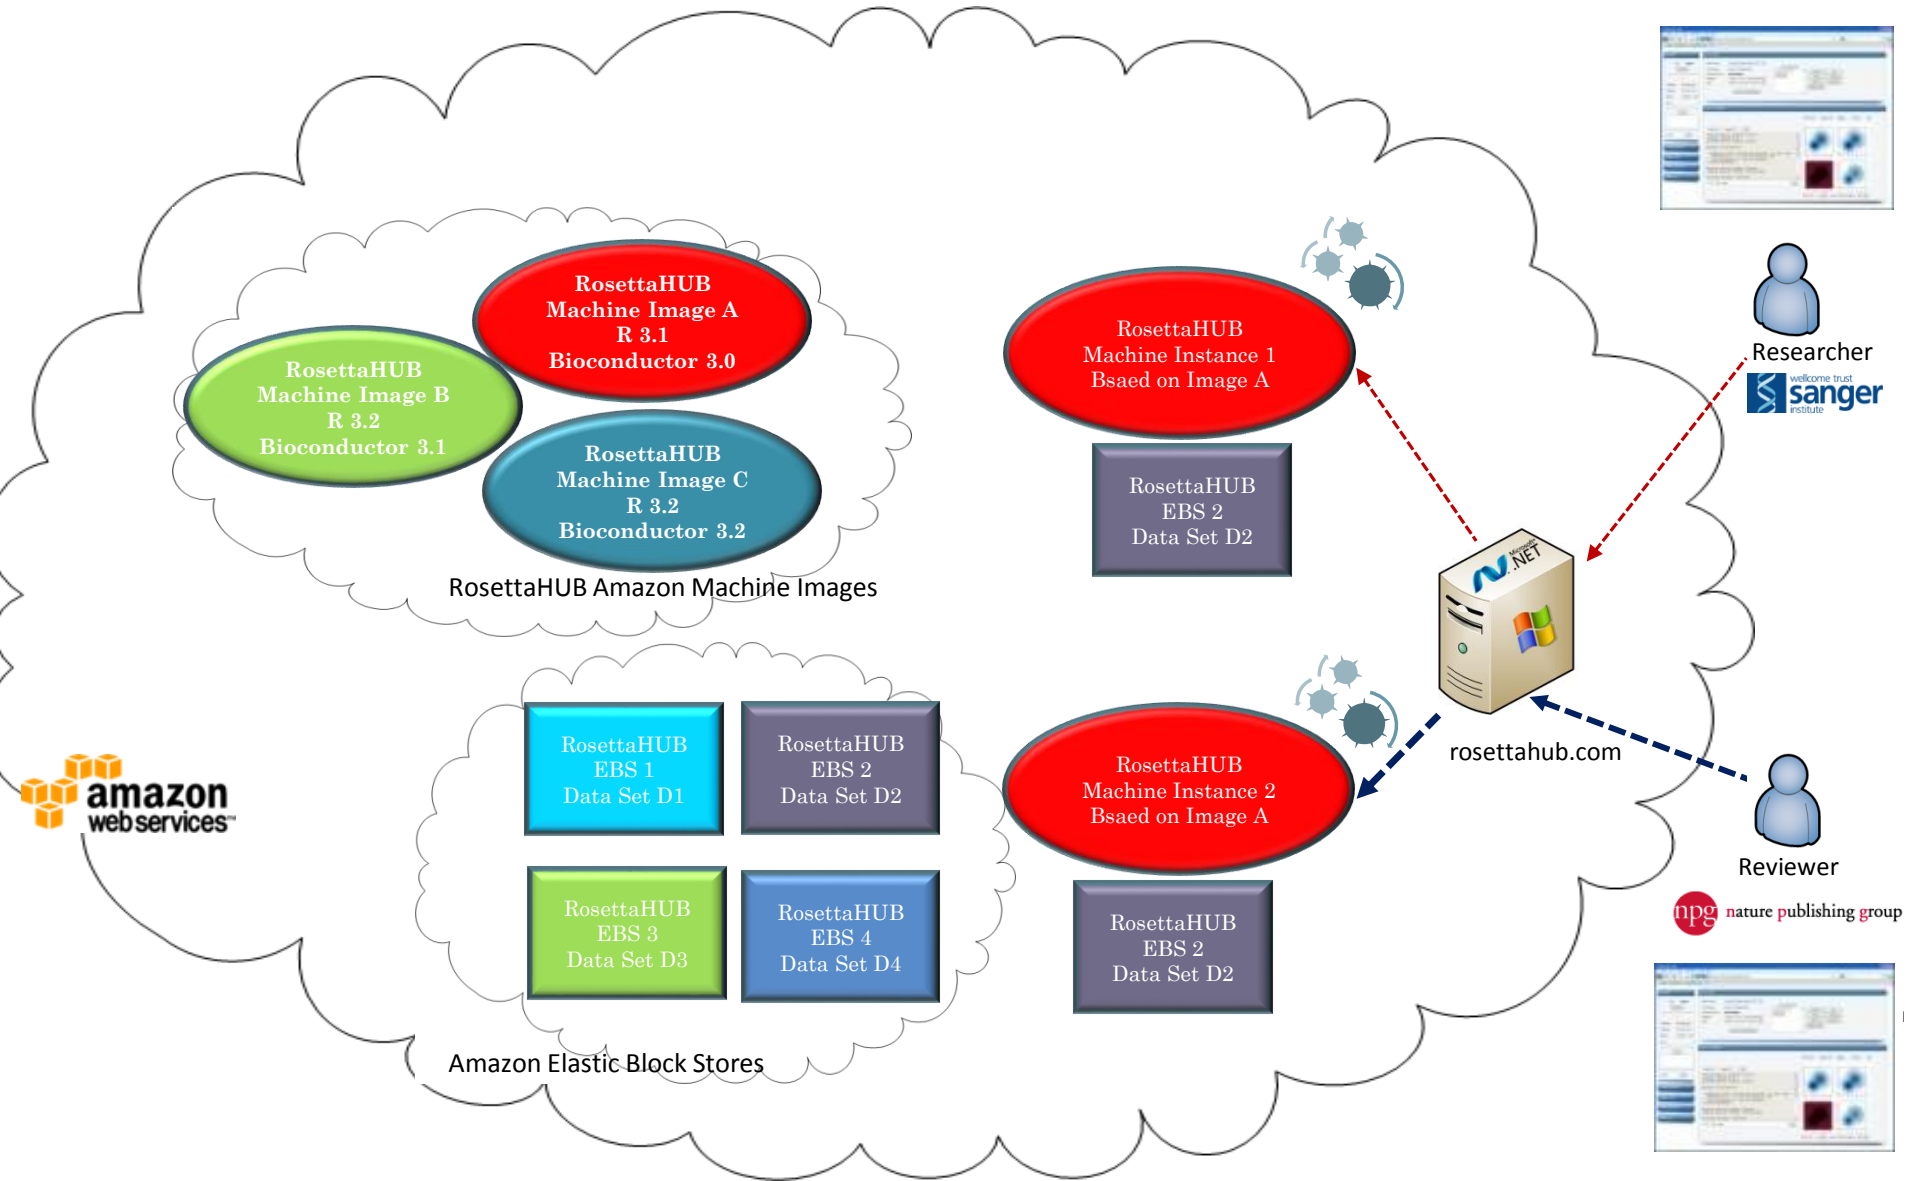 RosettaHUB
Machine Image A
R 3.1
Bioconductor 3.0
RosettaHUB
Machine Image B
R 3.2
Bioconductor 3.1
RosettaHUB
Machine Image C
R 3.2
Bioconductor 3.2
RosettaHUB Amazon Machine Images
RosettaHUB
Machine Instance 1
Bsaed on Image A
RosettaHUB
EBS 2
Data Set D2
Researcher
wellcome trust
sanger
institute
Microsoft
.NET
rosettahub.com
RosettaHUB
EBS 1
Data Set D1
RosettaHUB
EBS 2
Data Set D2
RosettaHUB
EBS 3
Data Set D3
RosettaHUB
EBS 4
Data Set D4
Amazon Elastic Block Stores
RosettaHUB
Machine Instance 2
Bsaed on Image A
RosettaHUB
EBS 2
Data Set D2
amazon
web services™
Reviewer
npg nature publishing group